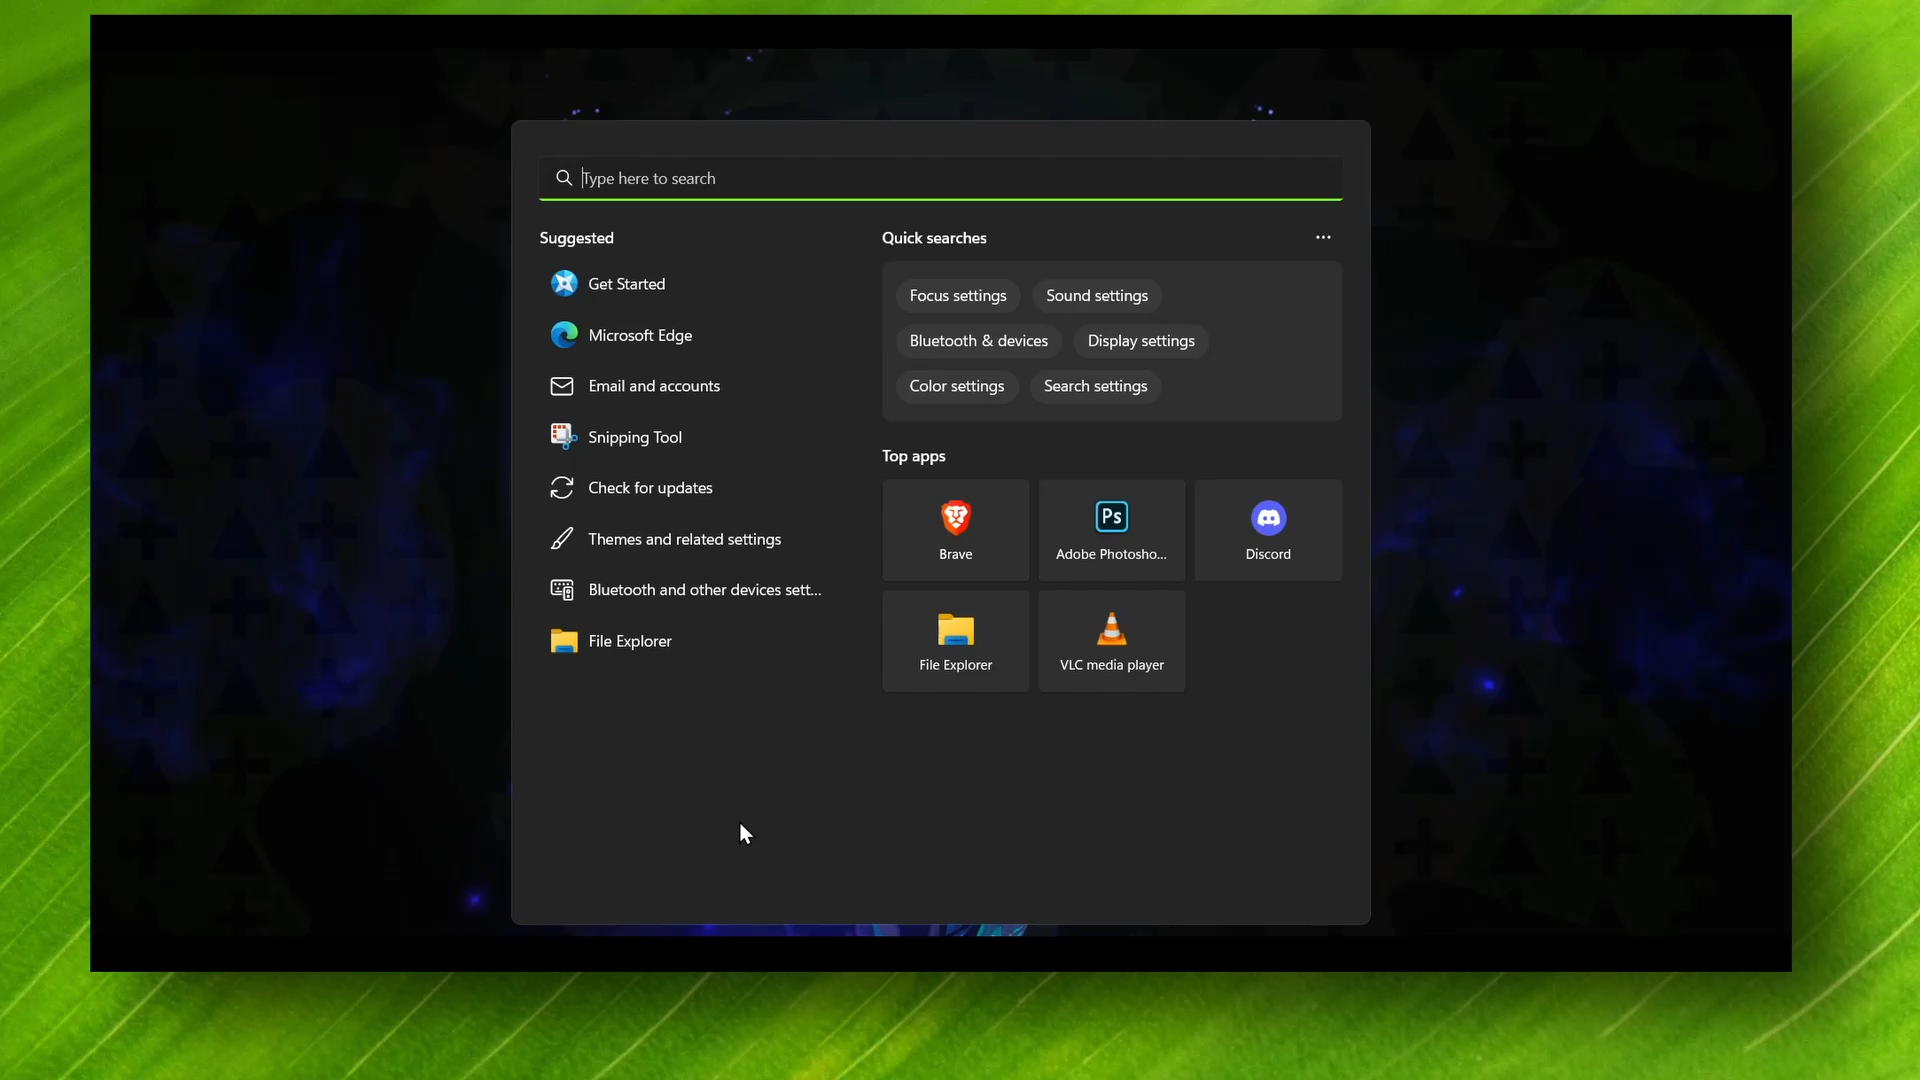 Type here to search
Suggested
Get Started
Microsoft Edge
Email and accounts
Snipping Tool
Check for updates
Themes and related settings
Bluetooth and other devices sett...
File Explorer
Quick searches
...
Focus settings
Sound settings
Bluetooth & devices
Display settings
Color settings
Search settings
Top apps
Ps
Brave
Adobe Photosho...
Discord
File Explorer
VLC media player